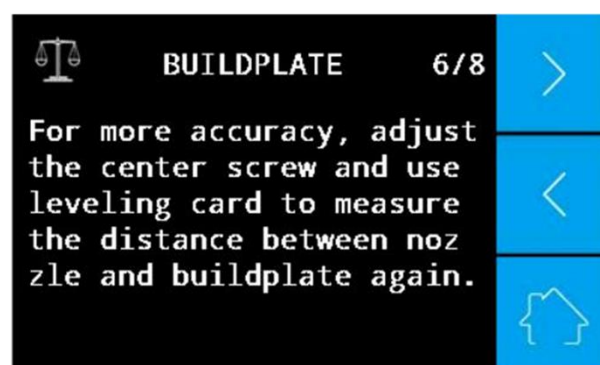 BUILDPLATE 6/8
For more accuracy, adjust
the center screw and use
leveling card to measure
the distance between noz
zle and buildplate again.